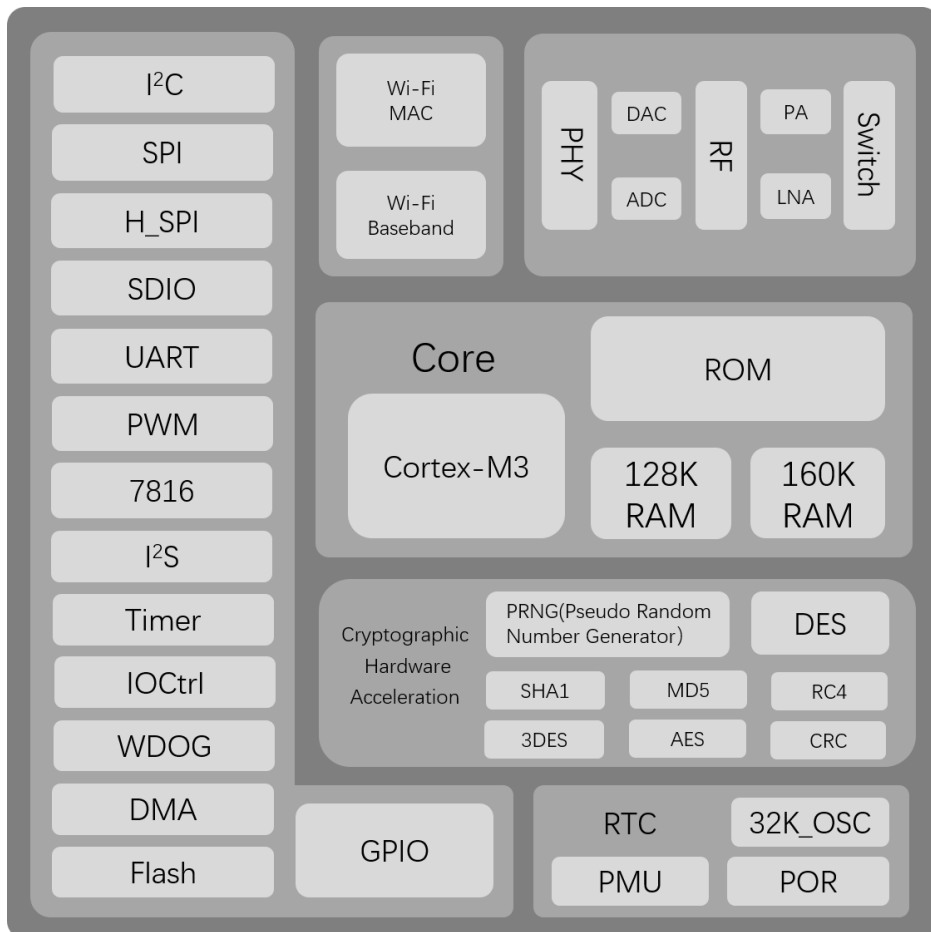 I²C
SPI
H_SPI
SDIO
UART
PWM
7816
I²S
Timer
IOCtrl
WDOG
DMA
Flash
GPIO
Wi-Fi
MAC
Wi-Fi
Baseband
PHY
DAC
ADC
RF
PA
LNA
Switch
Core
Cortex-M3
ROM
128K
RAM
160K
RAM
Cryptographic
Hardware
Acceleration
PRNG(Pseudo Random
Number Generator)
DES
SHA1
MD5
RC4
3DES
AES
CRC
RTC
32K_OSC
PMU
POR